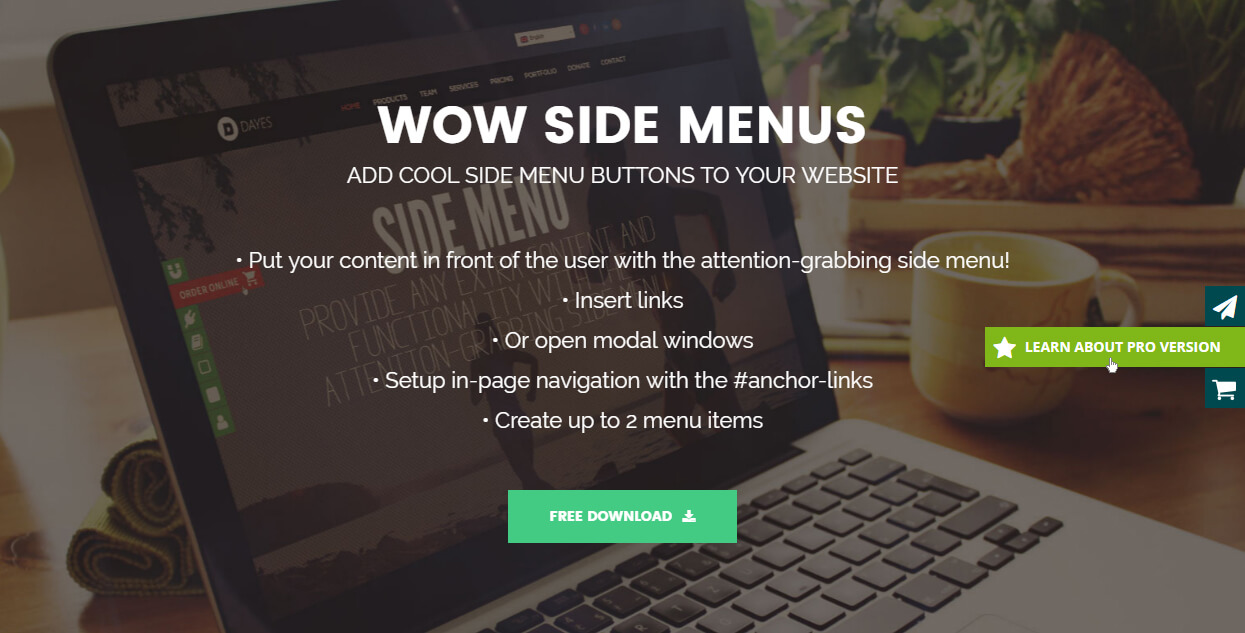 English
HOME PRODUCTS TEAM SERVICES PRICING PORTFOLIO DONATE CONTACT
D DAYES
WOW SIDE MENUS
ADD COOL SIDE MENU BUTTONS TO YOUR WEBSITE
SIDE MENU
PROVIDE ANY EXTRA CONTENT AND
FUNCTIONALITY WITH THE
ATTENTION-GRABBING SIDE MENU
ORDER ONLINE
• Put your content in front of the user with the attention-grabbing side menu!
• Insert links
• Or open modal windows
• Setup in-page navigation with the #anchor-links
• Create up to 2 menu items
LEARN ABOUT PRO VERSION
FREE DOWNLOAD